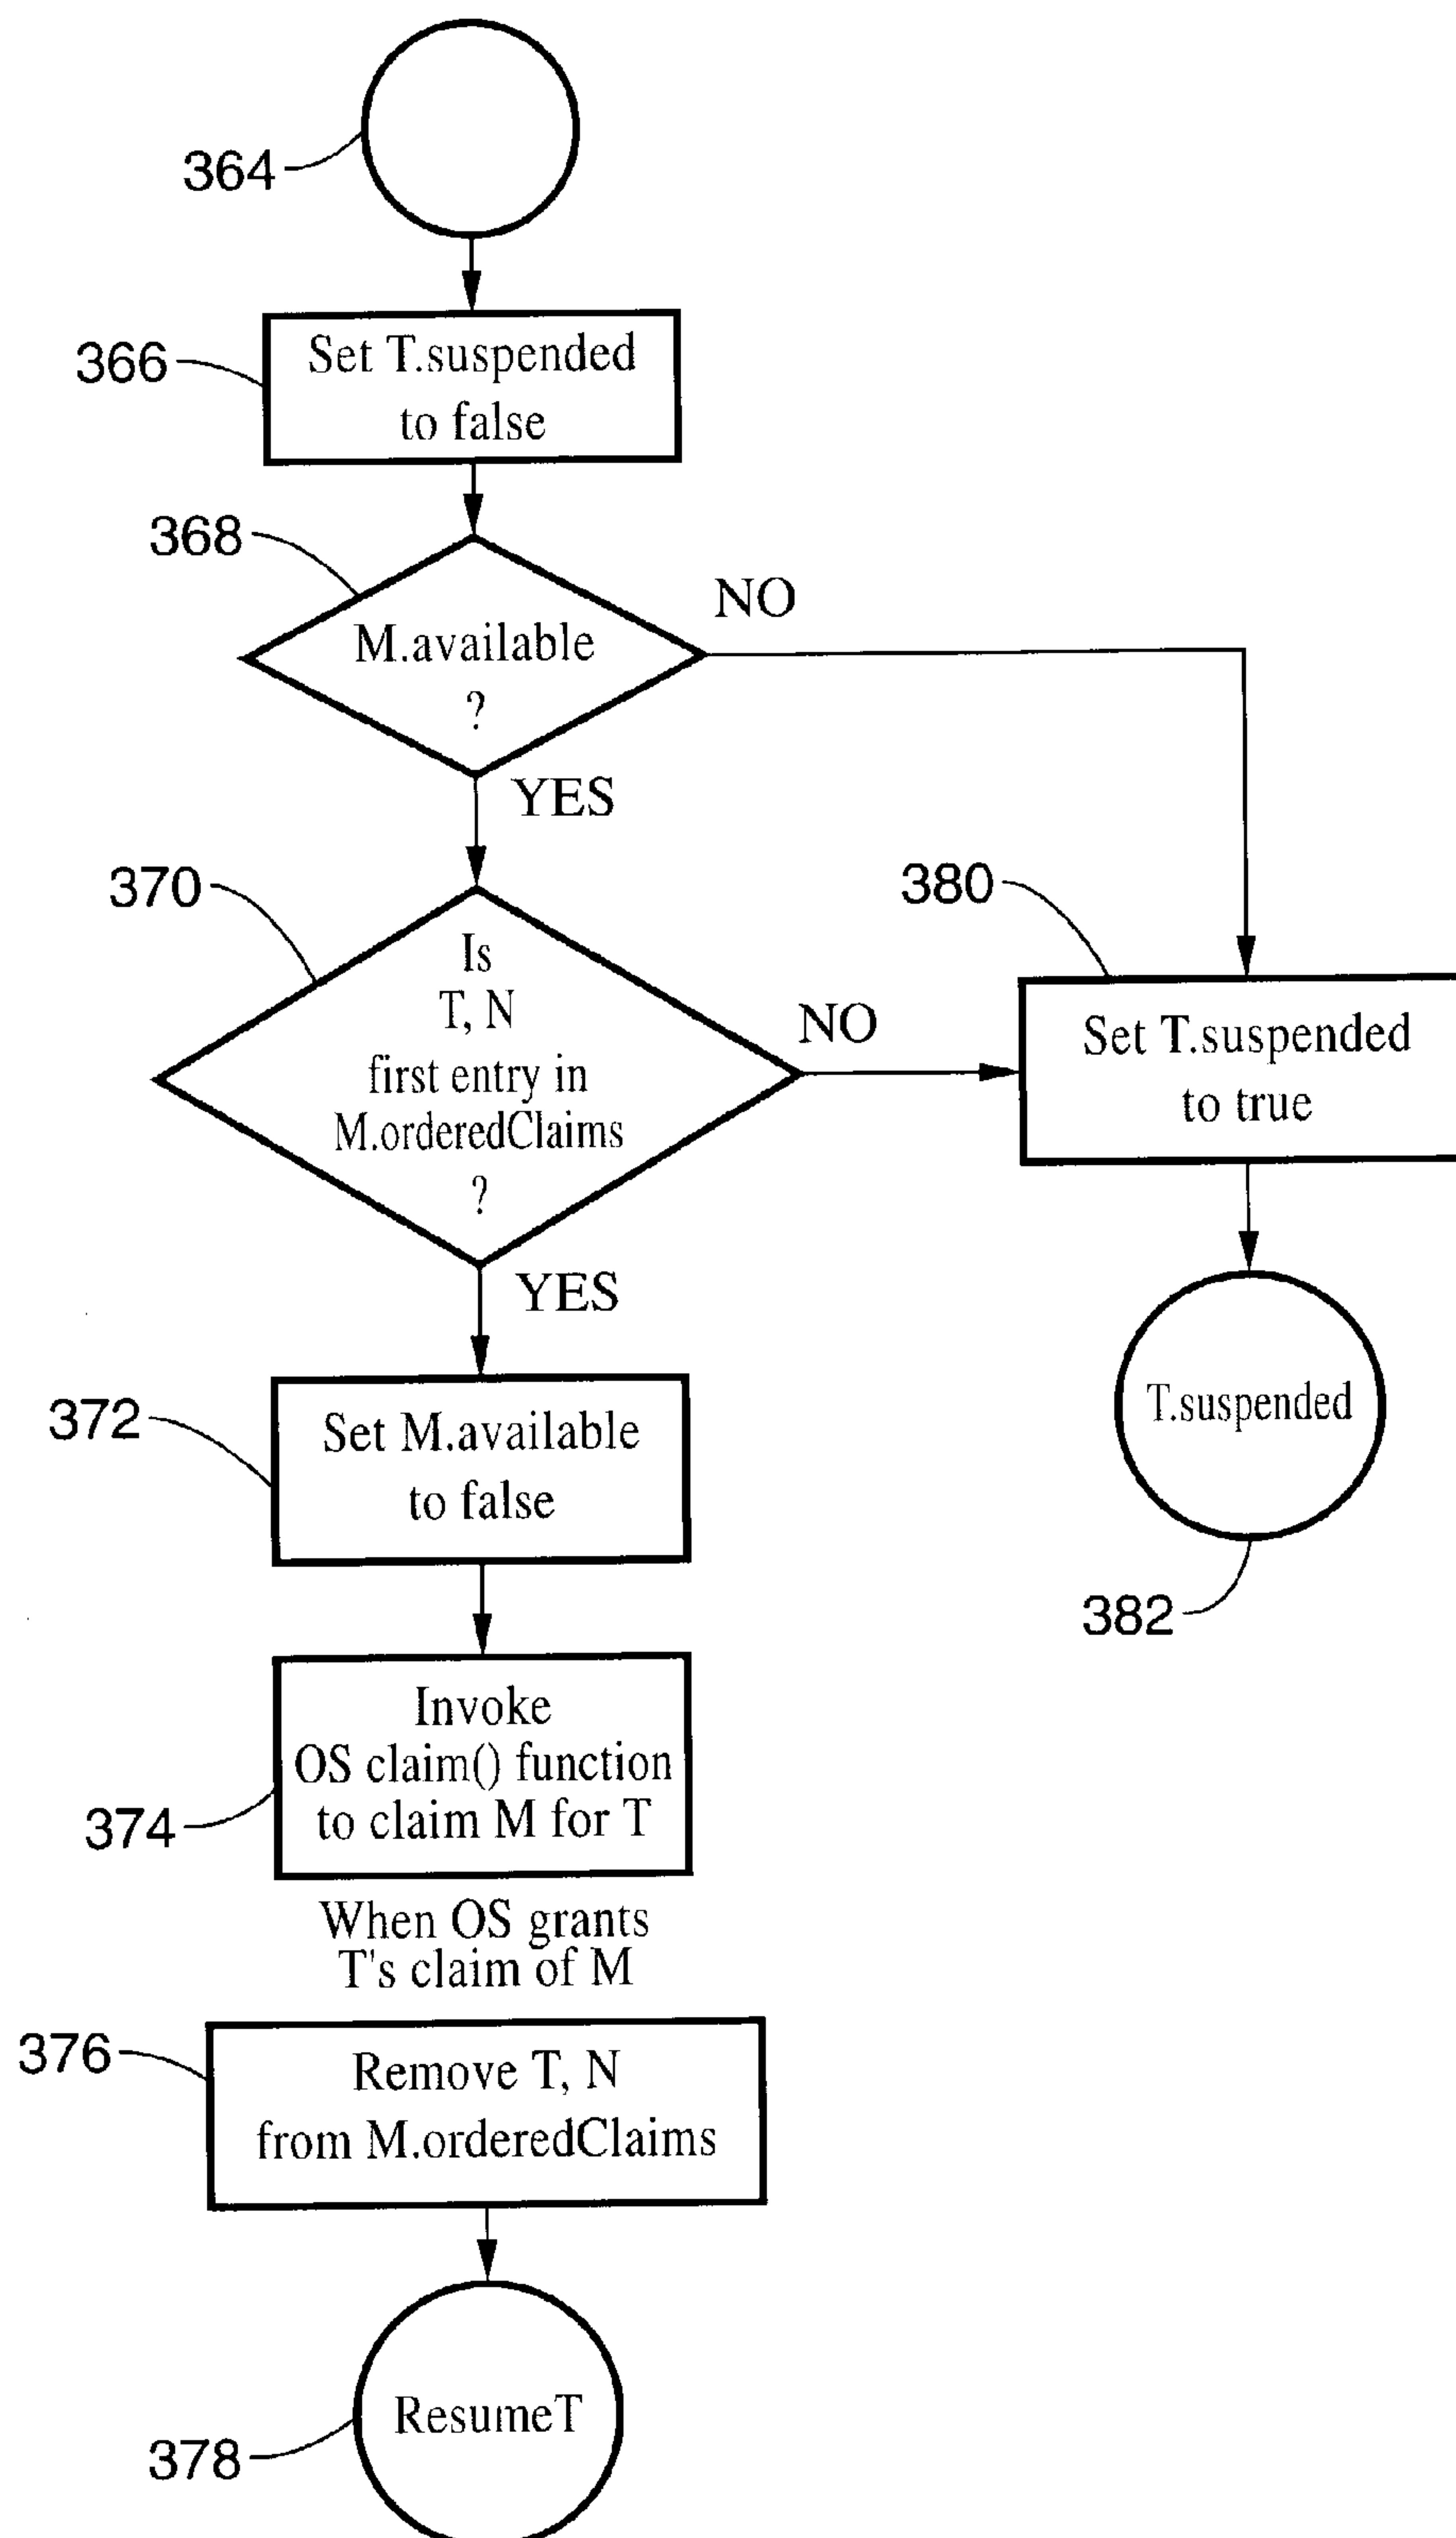 364
366
Set T.suspended
to false
368
M.available
?
NO
YES
370
Is
T, N
first entry in
M.orderedClaims
?
NO
YES
380
Set T.suspended
to true
T.suspended
382
372
Set M.available
to false
374
Invoke
OS claim() function
to claim M for T
When OS grants
T's claim of M
376
Remove T, N
from M.orderedClaims
378
ResumeT